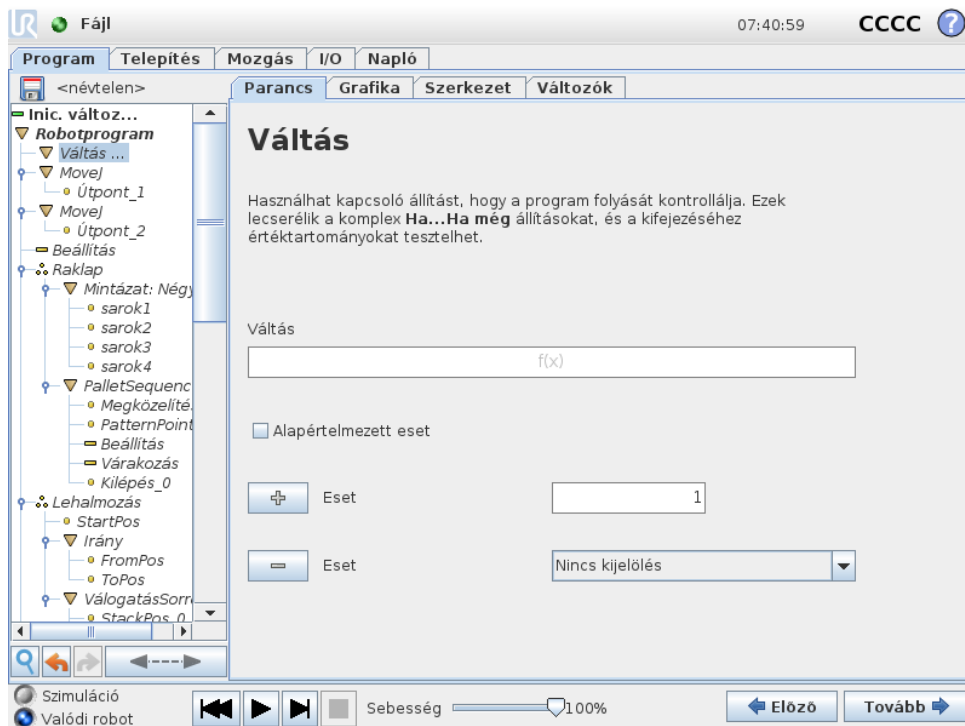 UR Fájl 07:40:59 CCCC ?
Program Telepítés Mozgás I/O Napló
<névtelen>
Parancs Grafika Szerkezet Változók
Inic. változ...
Robotprogram
Váltás ...
MoveJ
Útpont_1
MoveJ
Útpont_2
Beállítás
Raklap
Mintázat: Négy
sarok1
sarok2
sarok3
sarok4
PalletSequenc
Megközelíté
PatternPoint
Beállítás
Várakozás
Kilépés_0
Lehalmozás
StartPos
Irány
FromPos
ToPos
VálogatásSorr
StackPos_0
Váltás
Használhat kapcsoló állítást, hogy a program folyását kontrollálja. Ezek
lecserélik a komplex Ha...Ha még állításokat, és a kifejezéséhez
értéktartományokat tesztelhet.
Váltás
f(x)
Alapértelmezett eset
Eset 1
Eset Nincs kijelölés
Szimuláció
Valódi robot
Sebesség 100%
Előző Tovább